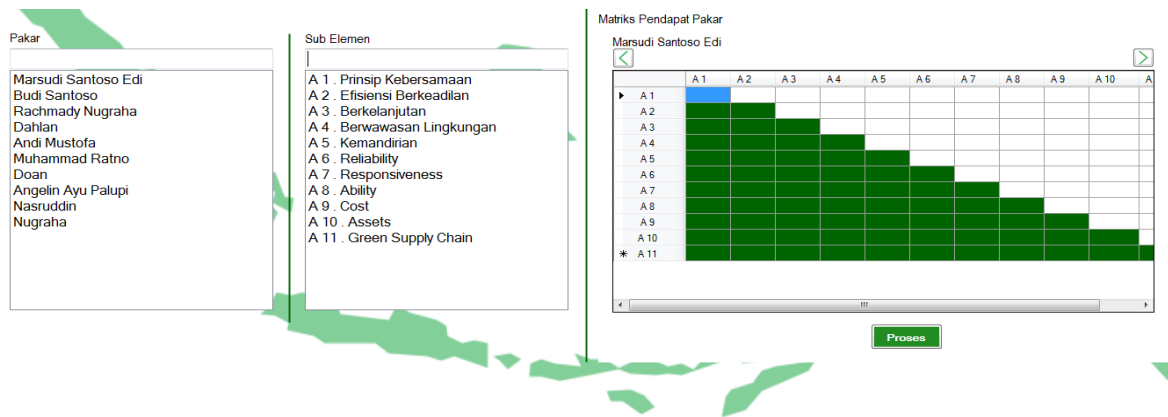 Pakar
Marsudi Santoso Edi
Budi Santoso
Rachmady Nugraha
Dahlan
Andi Mustofa
Muhammad Ratno
Doan
Angelin Ayu Palupi
Nasruddin
Nugraha
Sub Elemen
A 1 . Prinsip Kebersamaan
A 2 . Efisiensi Berkeadilan
A 3 . Berkelanjutan
A 4 . Berwawasan Lingkungan
A 5 . Kemandirian
A 6 . Reliability
A 7 . Responsiveness
A 8 . Ability
A 9 . Cost
A 10 . Assets
A 11 . Green Supply Chain
Matriks Pendapat Pakar
Marsudi Santoso Edi
A 1 A 2 A 3 A 4 A 5 A 6 A 7 A 8 A 9 A 10 A
A 1
A 2
A 3
A 4
A 5
A 6
A 7
A 8
A 9
A 10
A 11
Proses